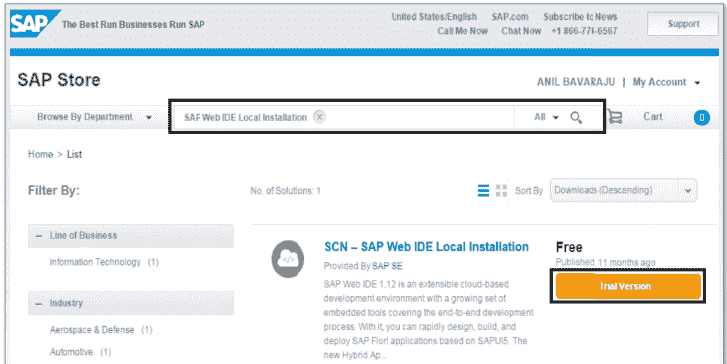 SAP The Best Run Businesses Run SAP
United States/English SAP.com Subscribe to News
Call Me Now Chat Now +1 866-774-6567
Support
SAP Store
ANIL BAVARAJU | My Account
Browse By Department
SAP Web IDE Local Installation
All
Cart 0
Home > List
Filter By:
No. of Solutions: 1
Sort By Downloads (Descending)
– Line of Business
Information Technology (1)
– Industry
Aerospace & Defense (1)
Automotive (1)
SCN – SAP Web IDE Local Installation
Provided By SAP SE
SAP Web IDE 1.12 is an extensible cloud-based
development environment with a growing set of
embedded tools covering the end-to-end development
process. With it, you can rapidly design, build, and
deploy SAP Fiori applications based on SAPUI5. The
new Hybrid Ap...
Free
Published: 11 months ago
Trial Version